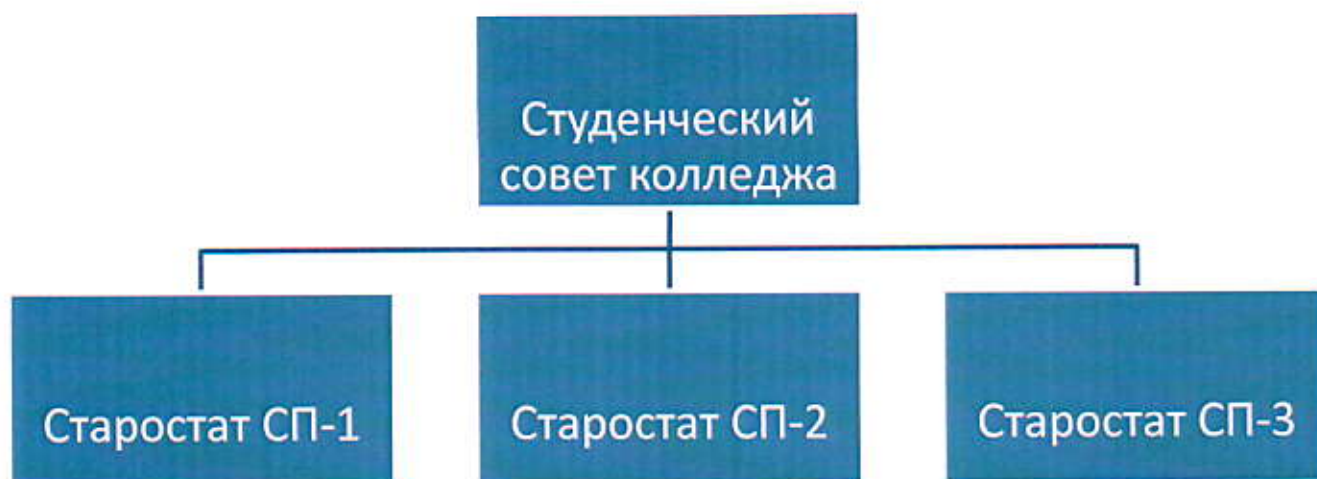 Студенческий
совет колледжа
Старостат СП-1
Старостат СП-2
Старостат СП-3